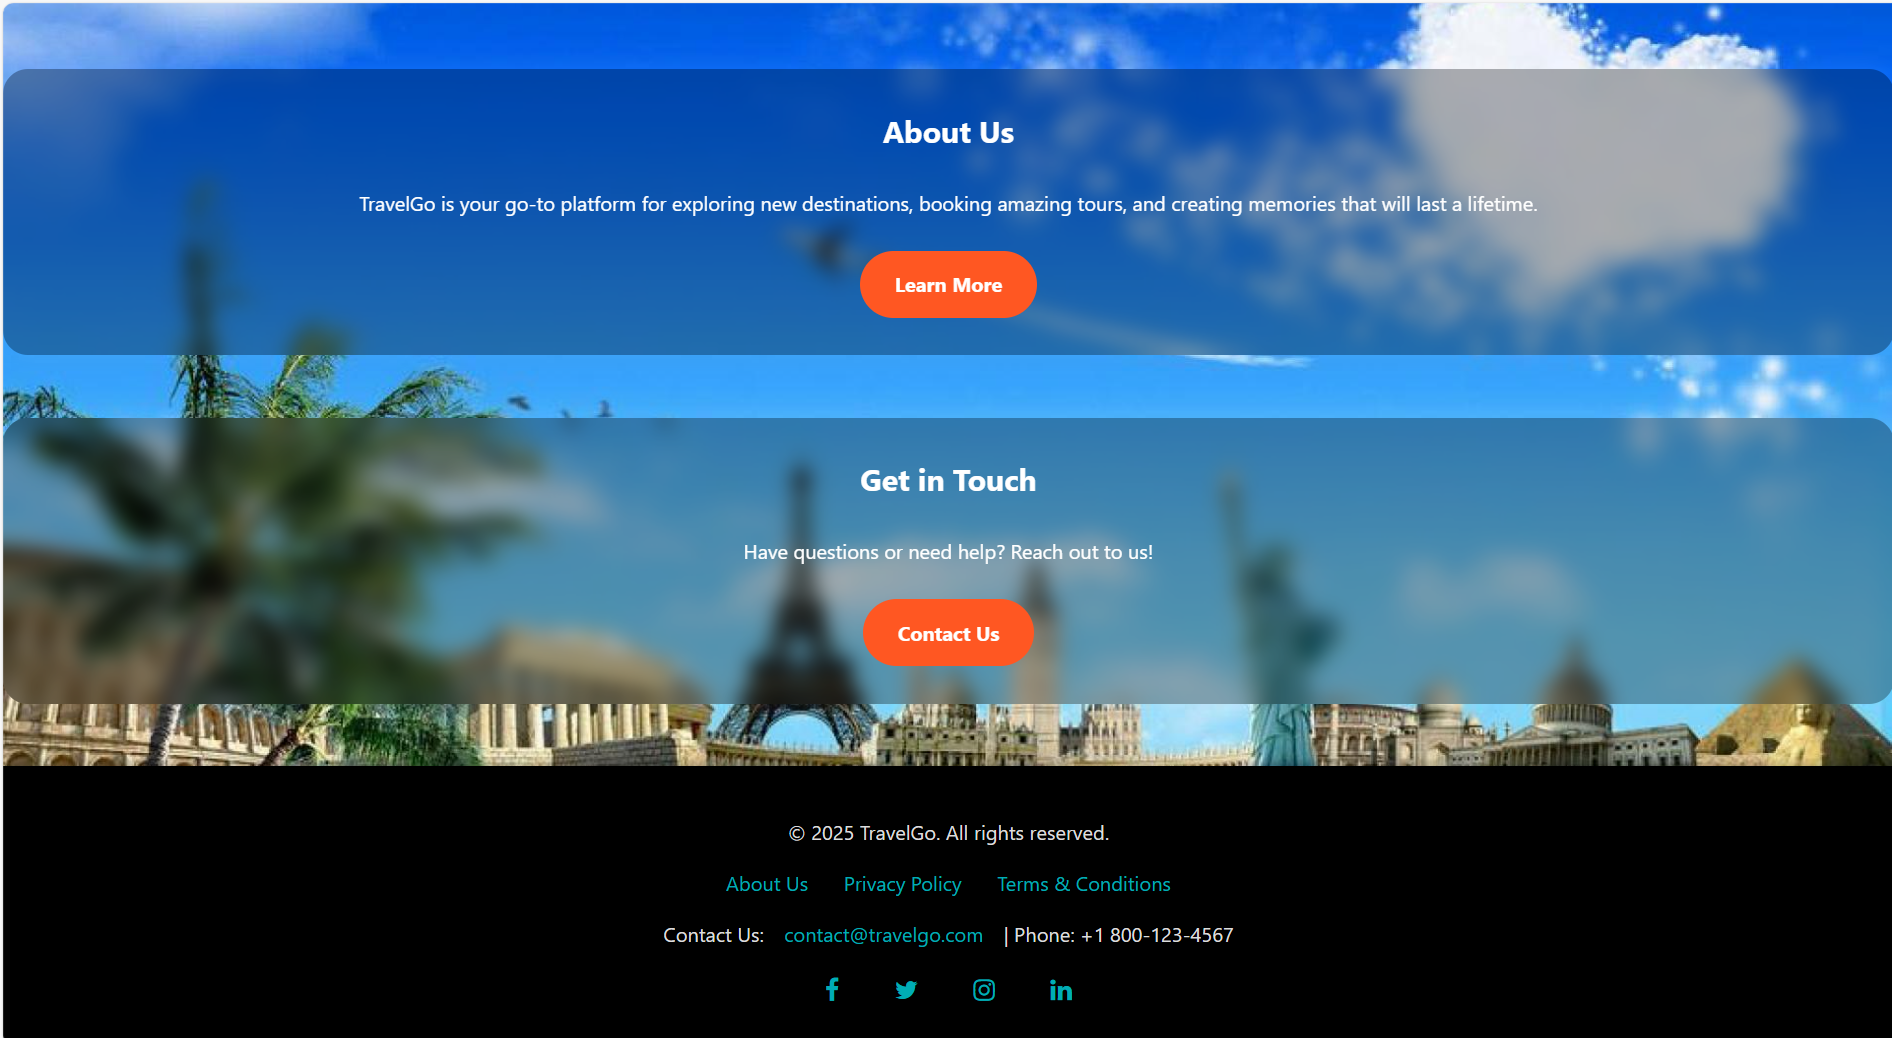 About Us
TravelGo is your go-to platform for exploring new destinations, booking amazing tours, and creating memories that will last a lifetime.
Learn More
Get in Touch
Have questions or need help? Reach out to us!
Contact Us
© 2025 TravelGo. All rights reserved.
About Us Privacy Policy Terms & Conditions
Contact Us: contact@travelgo.com | Phone: +1 800-123-4567